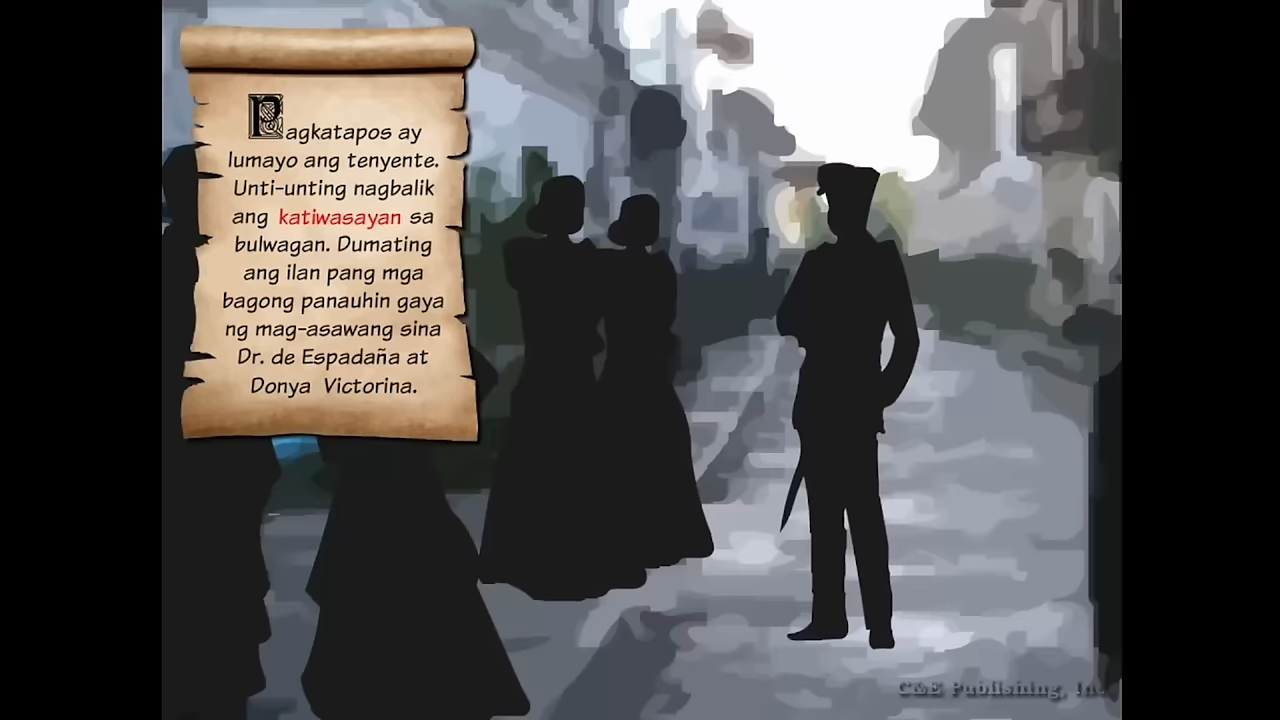 Pagkatapos ay
lumayo ang tenyente.
Unti-unting nagbalik
ang katiwasayan sa
bulwagan. Dumating
ang ilan pang mga
bagong panauhin gaya
ng mag-asawang sina
Dr. de Espadaña at
Donya Victorina.
C&E Publishing, Inc.